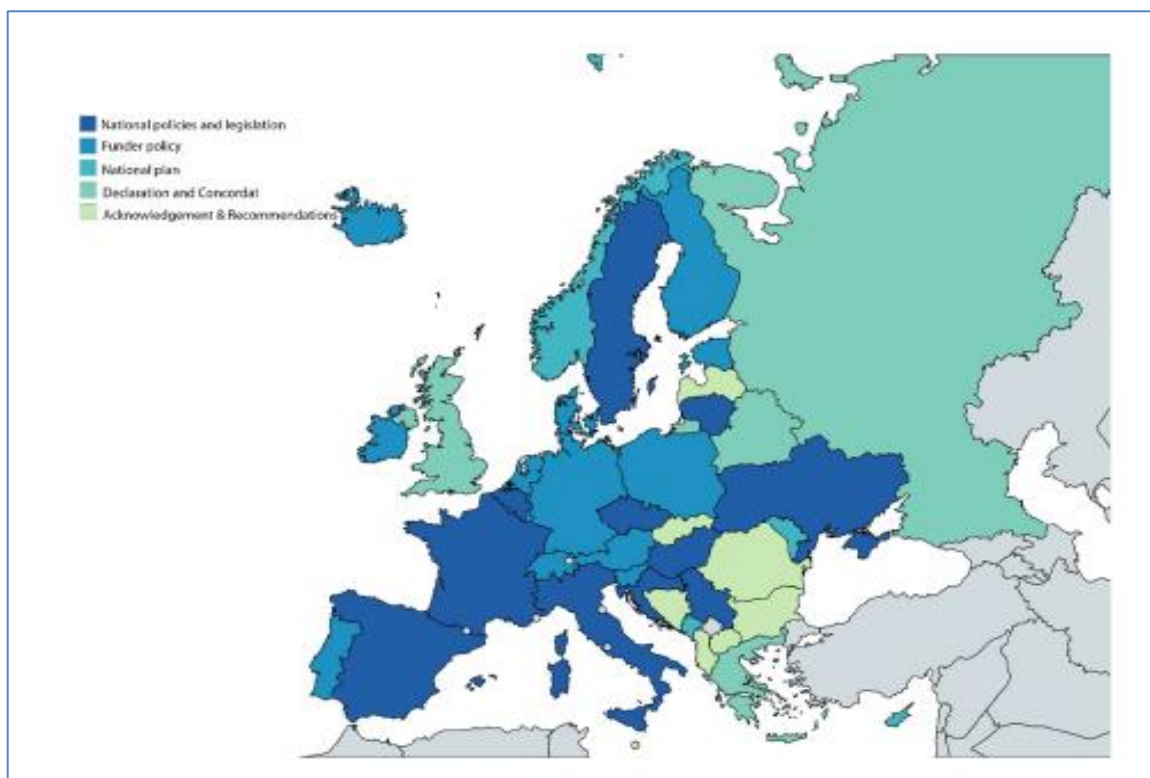 National policies and legislation
Funder policy
National plan
Declaration and Concordat
Acknowledgement & Recommendations